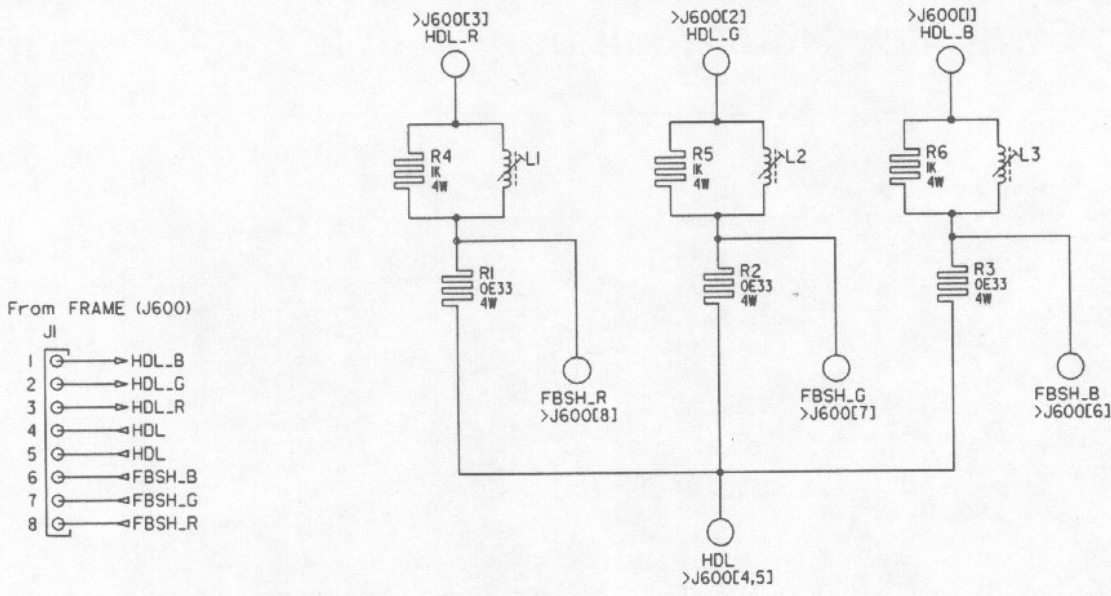 >J600[3]
HDL_R
>J600[2]
HDL_G
>J600[1]
HDL_B
R4
1K
4W
L1
R5
1K
4W
L2
R6
1K
4W
L3
R1
0E33
4W
R2
0E33
4W
R3
0E33
4W
FBSH_R
>J600[8]
FBSH_G
>J600[7]
FBSH_B
>J600[6]
From FRAME (J600)
J1
1 HDL_B
2 HDL_G
3 HDL_R
4 HDL
5 HDL
6 FBSH_B
7 FBSH_G
8 FBSH_R
HDL
>J600[4,5]